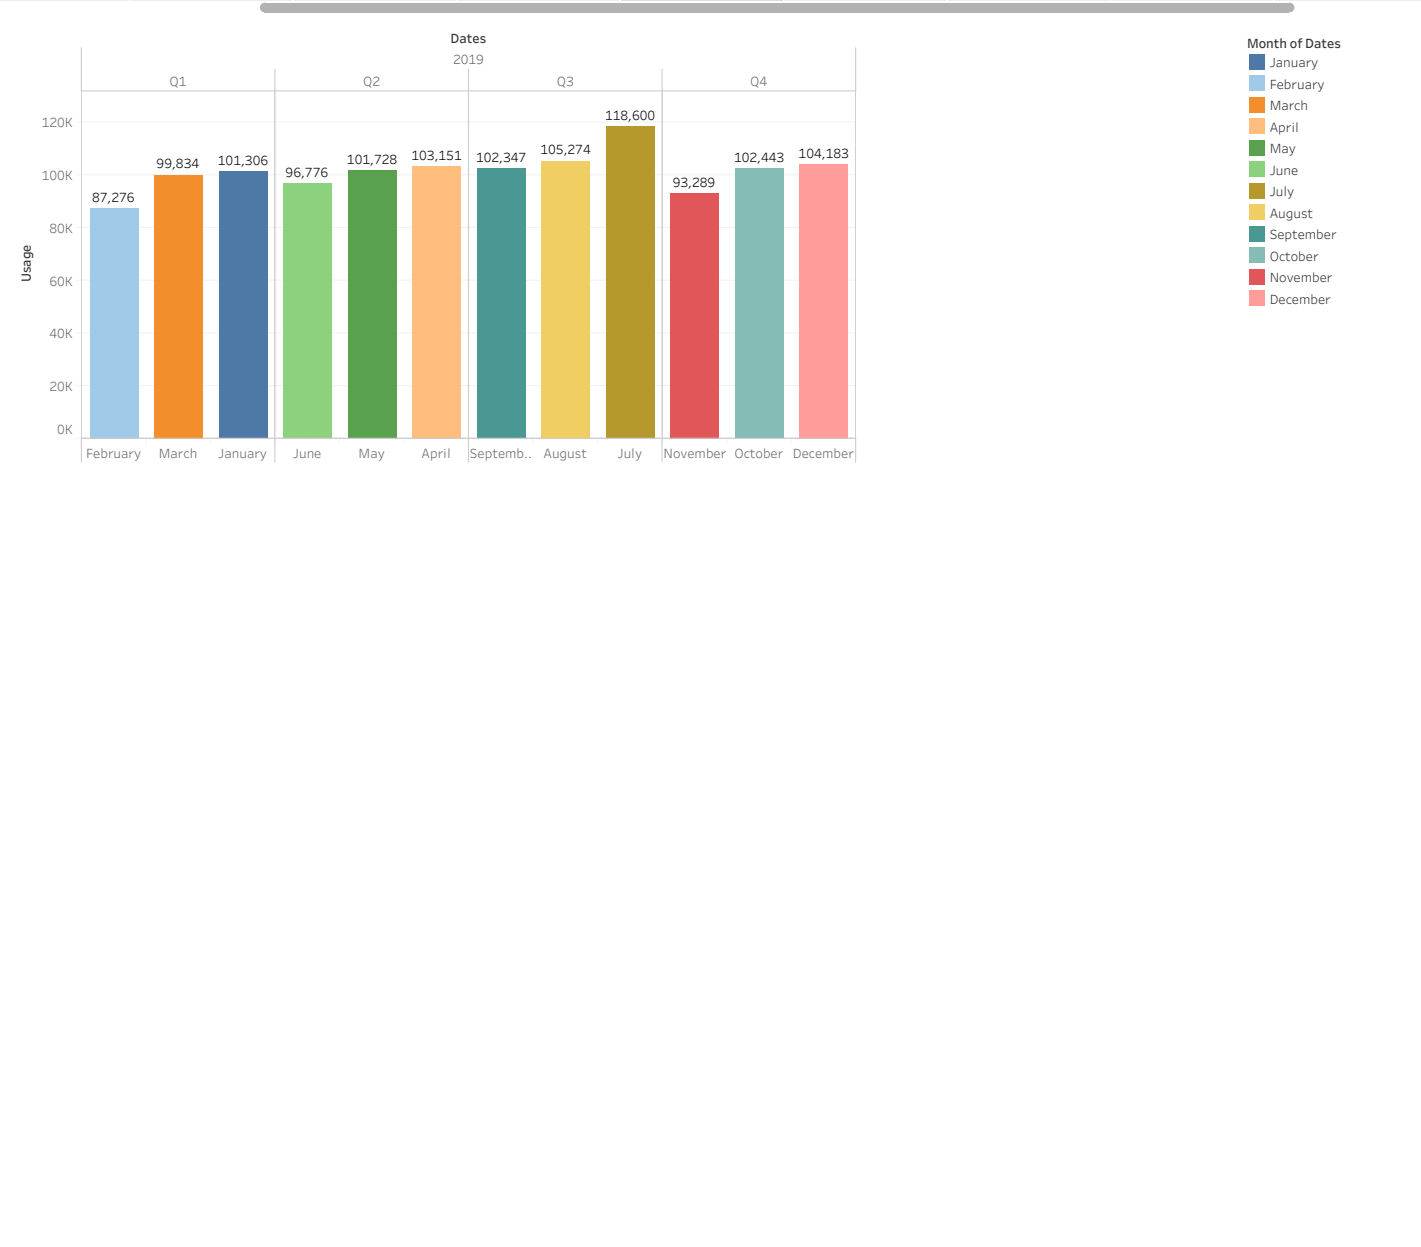 Dates
2019
Q1 Q2 Q3 Q4
120K
100K
80K
60K
40K
20K
0K
Usage
87,276 99,834 101,306 96,776 101,728 103,151 102,347 105,274 118,600 93,289 102,443 104,183
February March January June May April Septemb.. August July November October December
Month of Dates
January
February
March
April
May
June
July
August
September
October
November
December